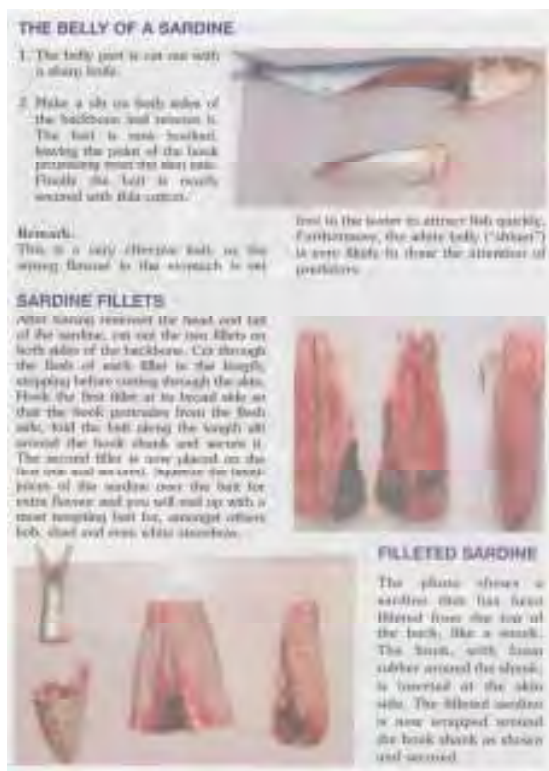 THE BELLY OF A SARDINE
1. The belly part is cut out with
a sharp knife.
2. Make a slit on both sides of
the backbone and remove it.
The bait is now hooked,
leaving the point of the hook
protruding from the skin side.
Finally the bait is neatly
secured with thin cotton.
Remark:
This is a very effective bait, as the
strong flavour in the stomach is set
free in the water to attract fish quickly.
Furthermore, the white belly ("shiner")
is very likely to draw the attention of
predators.
SARDINE FILLETS
After having removed the head and tail
of the sardine, cut out the two fillets on
both sides of the backbone. Cut through
the flesh of each fillet in the length,
stopping before cutting through the skin.
Hook the first fillet at its broad side so
that the hook protrudes from the flesh
side, fold the bait along the length slit
around the hook shank and secure it.
The second fillet is now placed on the
first one and secured. Squeeze the
juices of the sardine over the bait for
extra flavour and you will end up with a
most tempting bait for, amongst others
kob, shad and even white steenbras.
FILLETED SARDINE
The photo shows a
sardine that has been
filleted from the top of
the back, like a snoek.
The hook, with foam
rubber around the shank,
is inserted at the skin
side. The filleted sardine
is now wrapped around
the hook shank as shown
and secured.